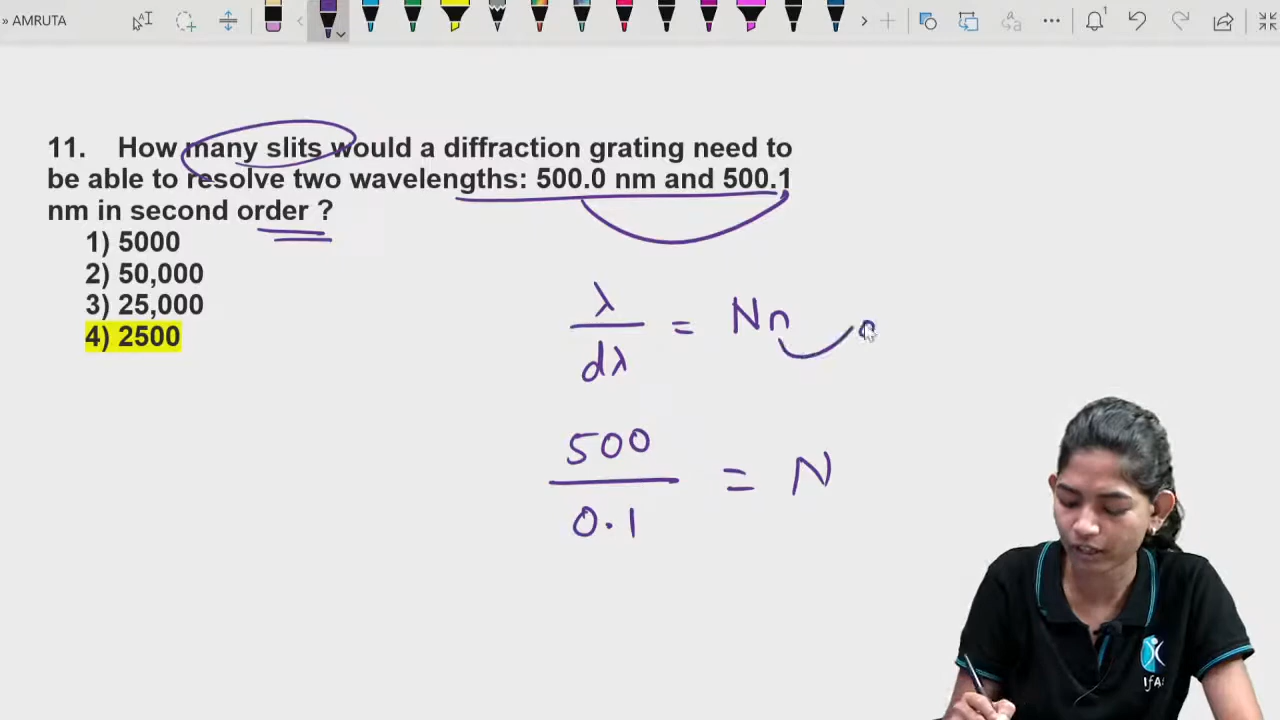 » AMRUTA
11. How many slits would a diffraction grating need to
be able to resolve two wavelengths: 500.0 nm and 500.1
nm in second order ?
1) 5000
2) 50,000
3) 25,000
4) 2500
λ
dλ
= Nn
500
0.1
= N
IFAS